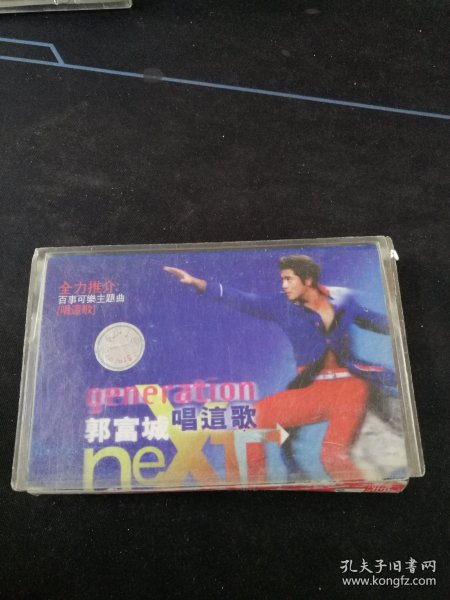 全力推介:
百事可樂主題曲
[唱這歌]
generation
郭富城 唱這歌
neXT
孔夫子旧书网
www.kongfz.com